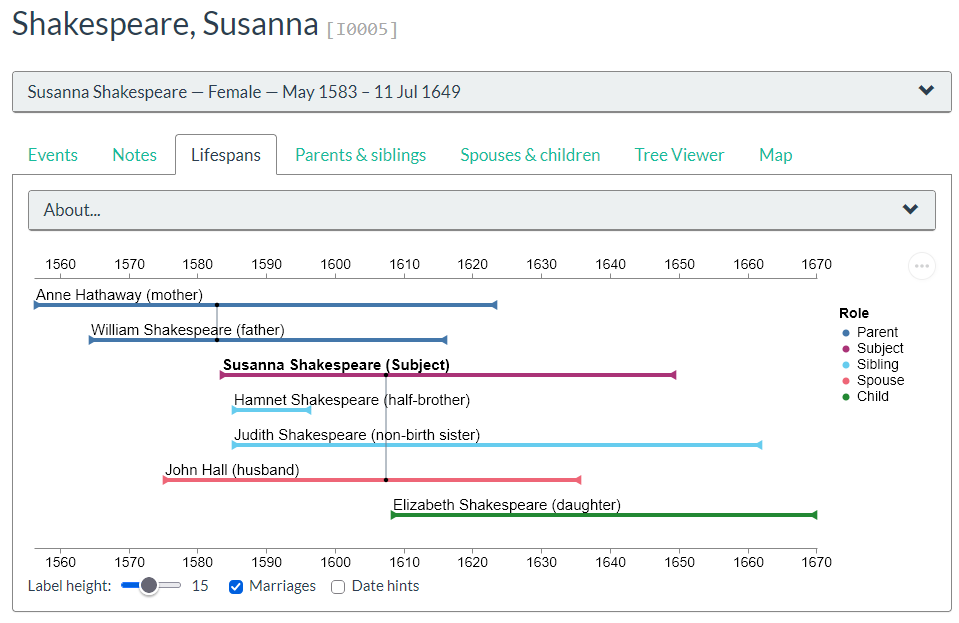 Shakespeare, Susanna [I0005]
Susanna Shakespeare — Female — May 1583 – 11 Jul 1649
Events Notes Lifespans Parents & siblings Spouses & children Tree Viewer Map
About...
1560 1570 1580 1590 1600 1610 1620 1630 1640 1650 1660 1670
Anne Hathaway (mother)
William Shakespeare (father)
Susanna Shakespeare (Subject)
Hamnet Shakespeare (half-brother)
Judith Shakespeare (non-birth sister)
John Hall (husband)
Elizabeth Shakespeare (daughter)
Role
Parent
Subject
Sibling
Spouse
Child
1560 1570 1580 1590 1600 1610 1620 1630 1640 1650 1660 1670
Label height: 15 Marriages Date hints